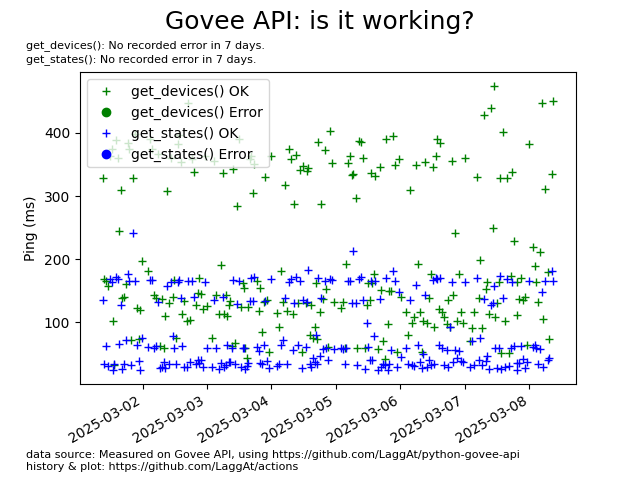 Govee API: is it working?
get_devices(): No recorded error in 7 days.
get_states(): No recorded error in 7 days.
get_devices() OK
get_devices() Error
get_states() OK
get_states() Error
Ping (ms)
400
300
200
100
2025-03-02
2025-03-03
2025-03-04
2025-03-05
2025-03-06
2025-03-07
2025-03-08
data source: Measured on Govee API, using https://github.com/LaggAt/python-govee-api
history & plot: https://github.com/LaggAt/actions